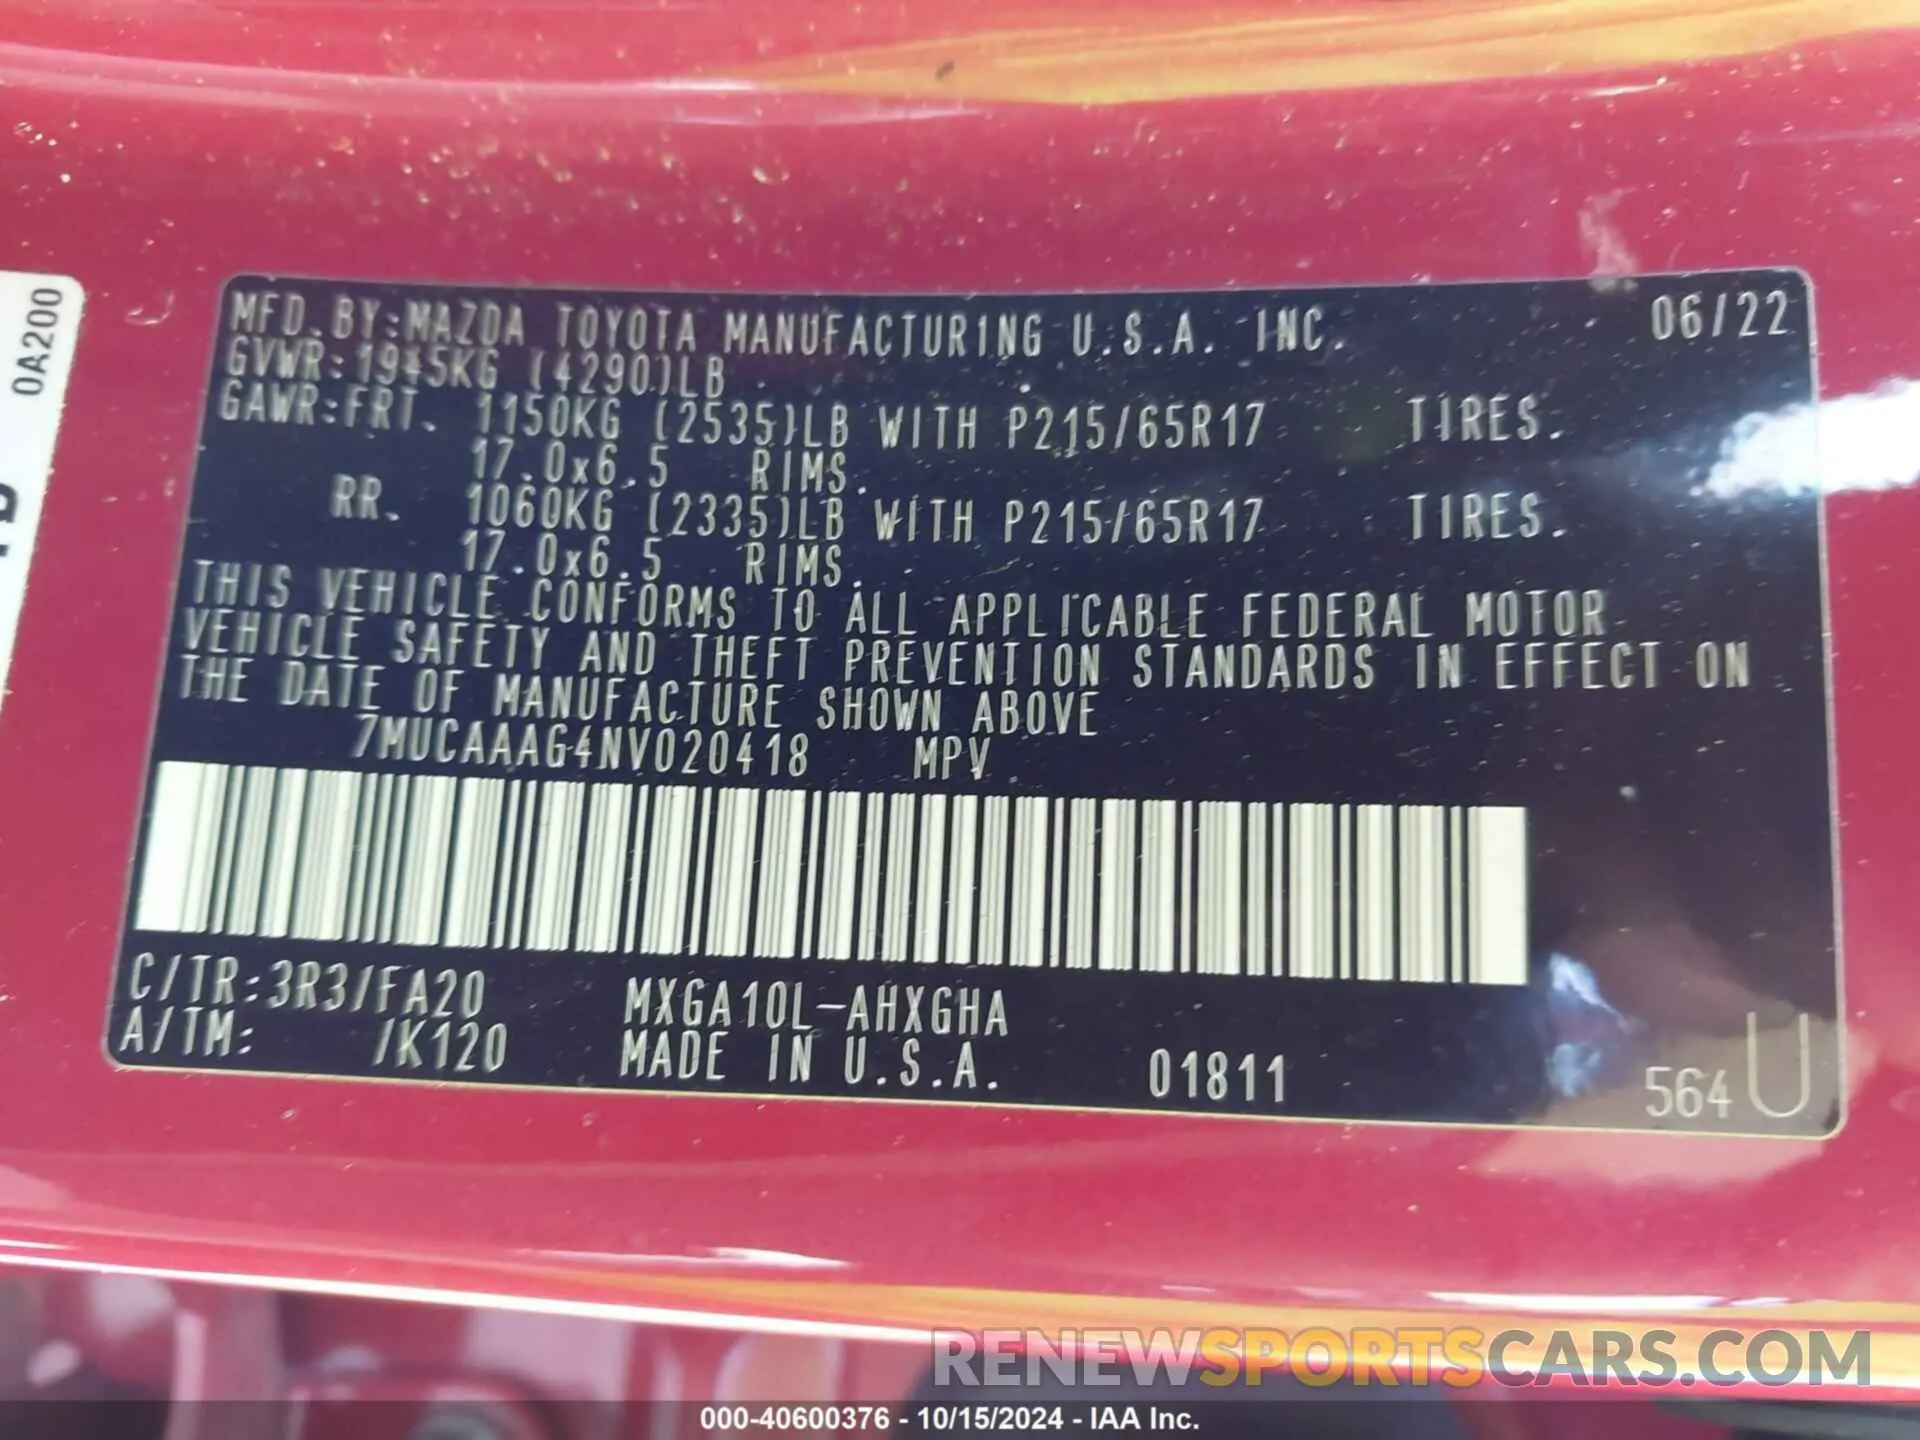 0A200
MFD. BY: MAZDA TOYOTA MANUFACTURING U.S.A. INC. 06/22
GVWR: 1945KG (4290)LB
GAWR: FRT. 1150KG (2535)LB WITH P215/65R17 TIRES.
17.0x6.5 RIMS.
RR. 1060KG (2335)LB WITH P215/65R17 TIRES.
17.0x6.5 RIMS.
THIS VEHICLE CONFORMS TO ALL APPLICABLE FEDERAL MOTOR
VEHICLE SAFETY AND THEFT PREVENTION STANDARDS IN EFFECT ON
THE DATE OF MANUFACTURE SHOWN ABOVE
7MUCAAAG4NV020418 MPV
C/TR: 3R3/FA20 MXGA10L-AHXGHA
A/TM: /K120 MADE IN U.S.A. 01811 564 U
RENEWSPORTSCARS.COM
000-40600376 - 10/15/2024 - IAA Inc.